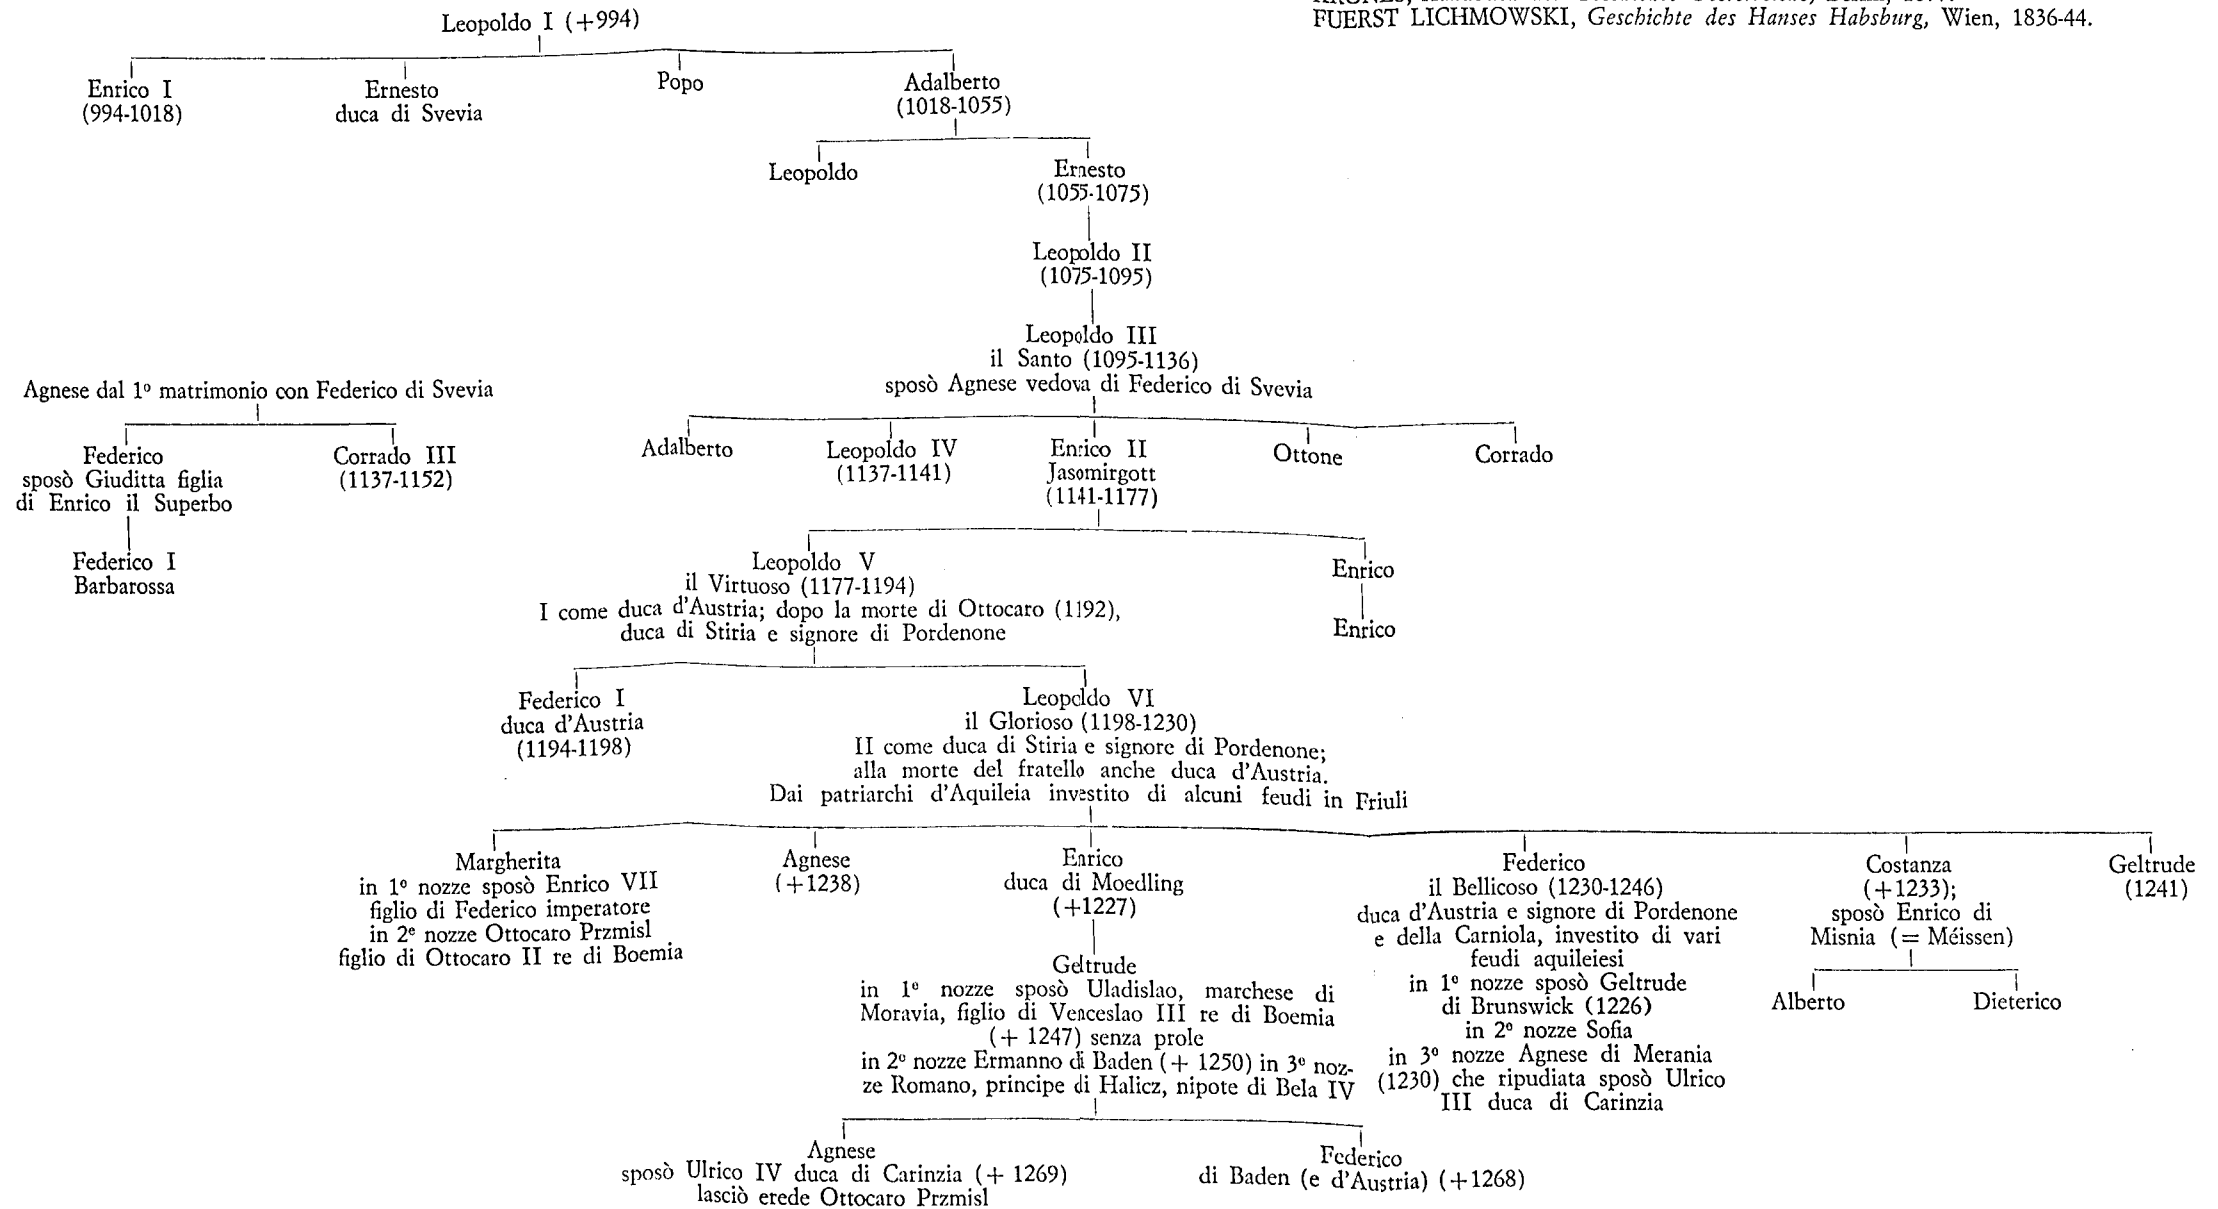 FUERST LICHMOWSKI, Geschichte des Hanses Habsburg, Wien, 1836-44.
Leopoldo I (+994)
Enrico I
(994-1018)
Ernesto
duca di Svevia
Popo
Adalberto
(1018-1055)
Leopoldo
Ernesto
(1055-1075)
Leopoldo II
(1075-1095)
Leopoldo III
il Santo (1095-1136)
sposò Agnese vedova di Federico di Svevia
Agnese dal 1º matrimonio con Federico di Svevia
Federico
sposò Giuditta figlia
di Enrico il Superbo
Corrado III
(1137-1152)
Federico I
Barbarossa
Adalberto
Leopoldo IV
(1137-1141)
Enrico II
Jasomirgott
(1141-1177)
Ottone
Corrado
Leopoldo V
il Virtuoso (1177-1194)
I come duca d'Austria; dopo la morte di Ottocaro (1192),
duca di Stiria e signore di Pordenone
Enrico
Enrico
Federico I
duca d'Austria
(1194-1198)
Leopoldo VI
il Glorioso (1198-1230)
II come duca di Stiria e signore di Pordenone;
alla morte del fratello anche duca d'Austria.
Dai patriarchi d'Aquileia investito di alcuni feudi in Friuli
Margherita
in 1º nozze sposò Enrico VII
figlio di Federico imperatore
in 2º nozze Ottocaro Przmisl
figlio di Ottocaro II re di Boemia
Agnese
(+1238)
Enrico
duca di Moedling
(+1227)
Geltrude
in 1º nozze sposò Uladislao, marchese di
Moravia, figlio di Venceslao III re di Boemia
(+ 1247) senza prole
in 2º nozze Ermanno di Baden (+ 1250) in 3º noz-
ze Romano, principe di Halicz, nipote di Bela IV
Federico
il Bellicoso (1230-1246)
duca d'Austria e signore di Pordenone
e della Carniola, investito di vari
feudi aquileiesi
in 1º nozze sposò Geltrude
di Brunswick (1226)
in 2º nozze Sofia
in 3º nozze Agnese di Merania
(1230) che ripudiata sposò Ulrico
III duca di Carinzia
Costanza
(+1233);
sposò Enrico di
Misnia (= Méissen)
Alberto
Dieterico
Geltrude
(1241)
Agnese
sposò Ulrico IV duca di Carinzia (+ 1269)
lasciò erede Ottocaro Przmisl
Federico
di Baden (e d'Austria) (+1268)